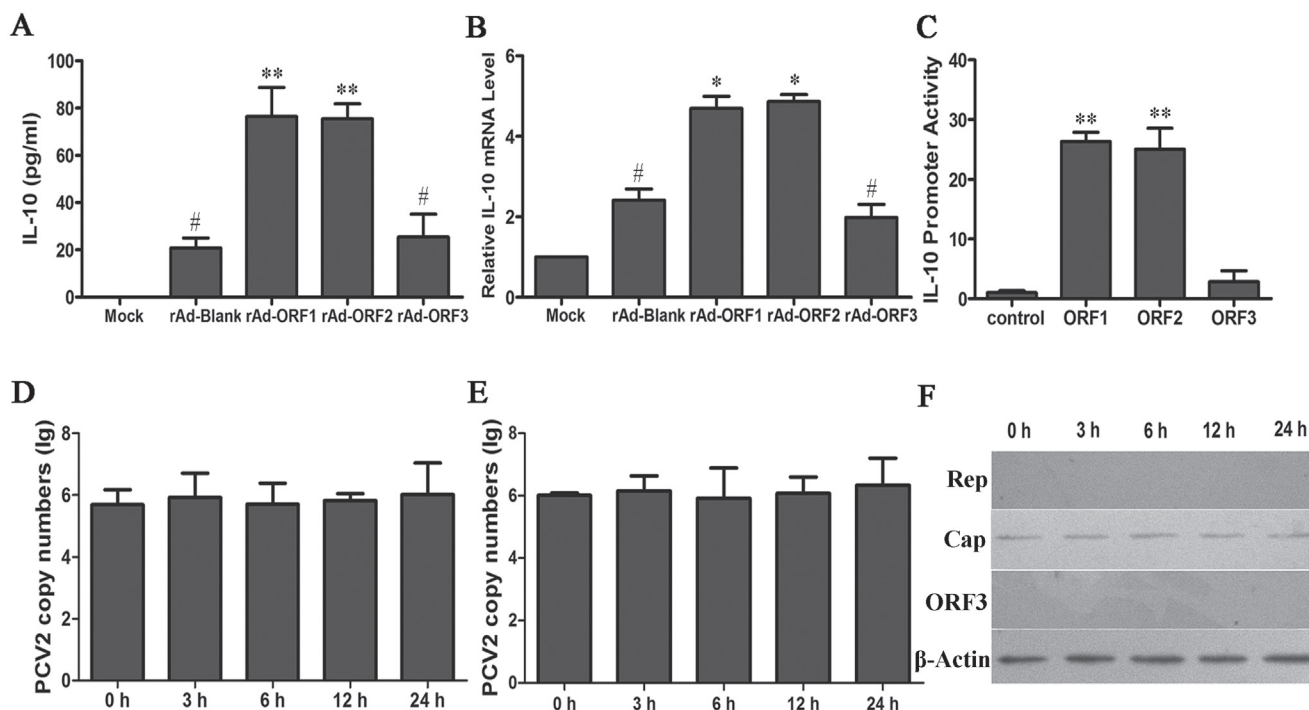 A
IL-10 (pg/ml)
100
80
60
40
20
0
#
**
**
#
Mock rAd-Blank rAd-ORF1 rAd-ORF2 rAd-ORF3
B
Relative IL-10 mRNA Level
6
4
2
0
#
*
*
#
Mock rAd-Blank rAd-ORF1 rAd-ORF2 rAd-ORF3
C
IL-10 Promoter Activity
40
30
20
10
0
**
**
control ORF1 ORF2 ORF3
D
PCV2 copy numbers (lg)
8
6
4
2
0
0 h 3 h 6 h 12 h 24 h
E
PCV2 copy numbers (lg)
8
6
4
2
0
0 h 3 h 6 h 12 h 24 h
F
0 h 3 h 6 h 12 h 24 h
Rep
Cap
ORF3
β-Actin